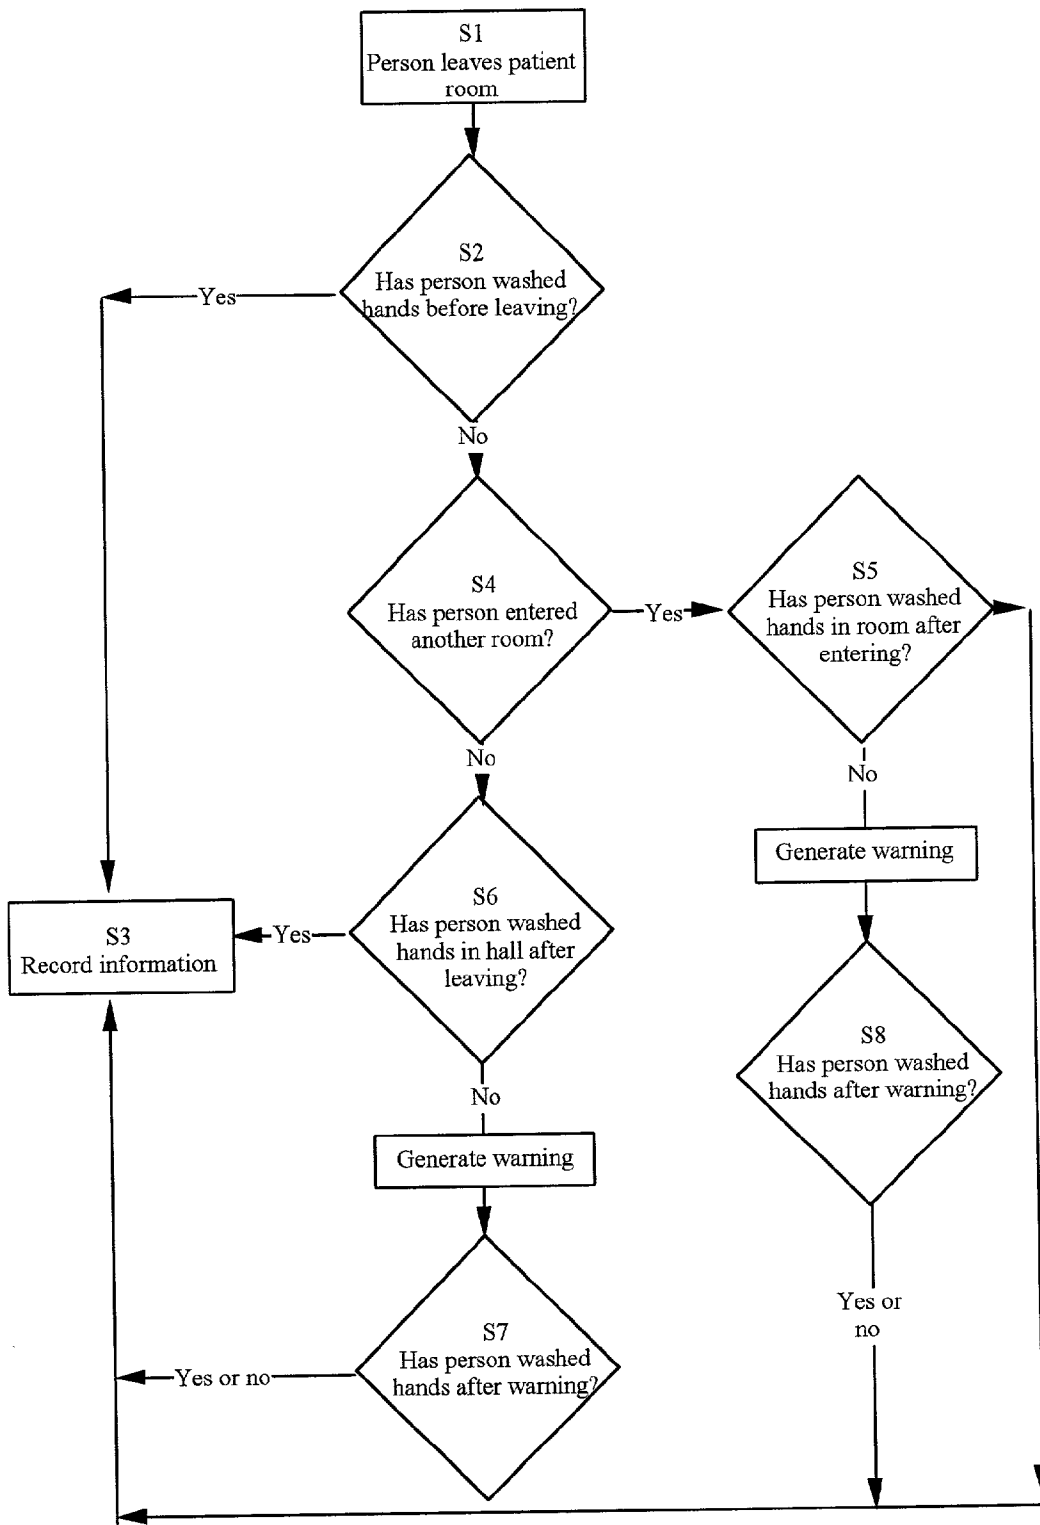 S1
Person leaves patient
room
S2
Has person washed
hands before leaving?
Yes
No
S4
Has person entered
another room?
Yes
S5
Has person washed
hands in room after
entering?
No
No
Generate warning
S6
Has person washed
hands in hall after
leaving?
Yes
S3
Record information
S8
Has person washed
hands after warning?
No
Generate warning
Yes or
no
S7
Has person washed
hands after warning?
Yes or no